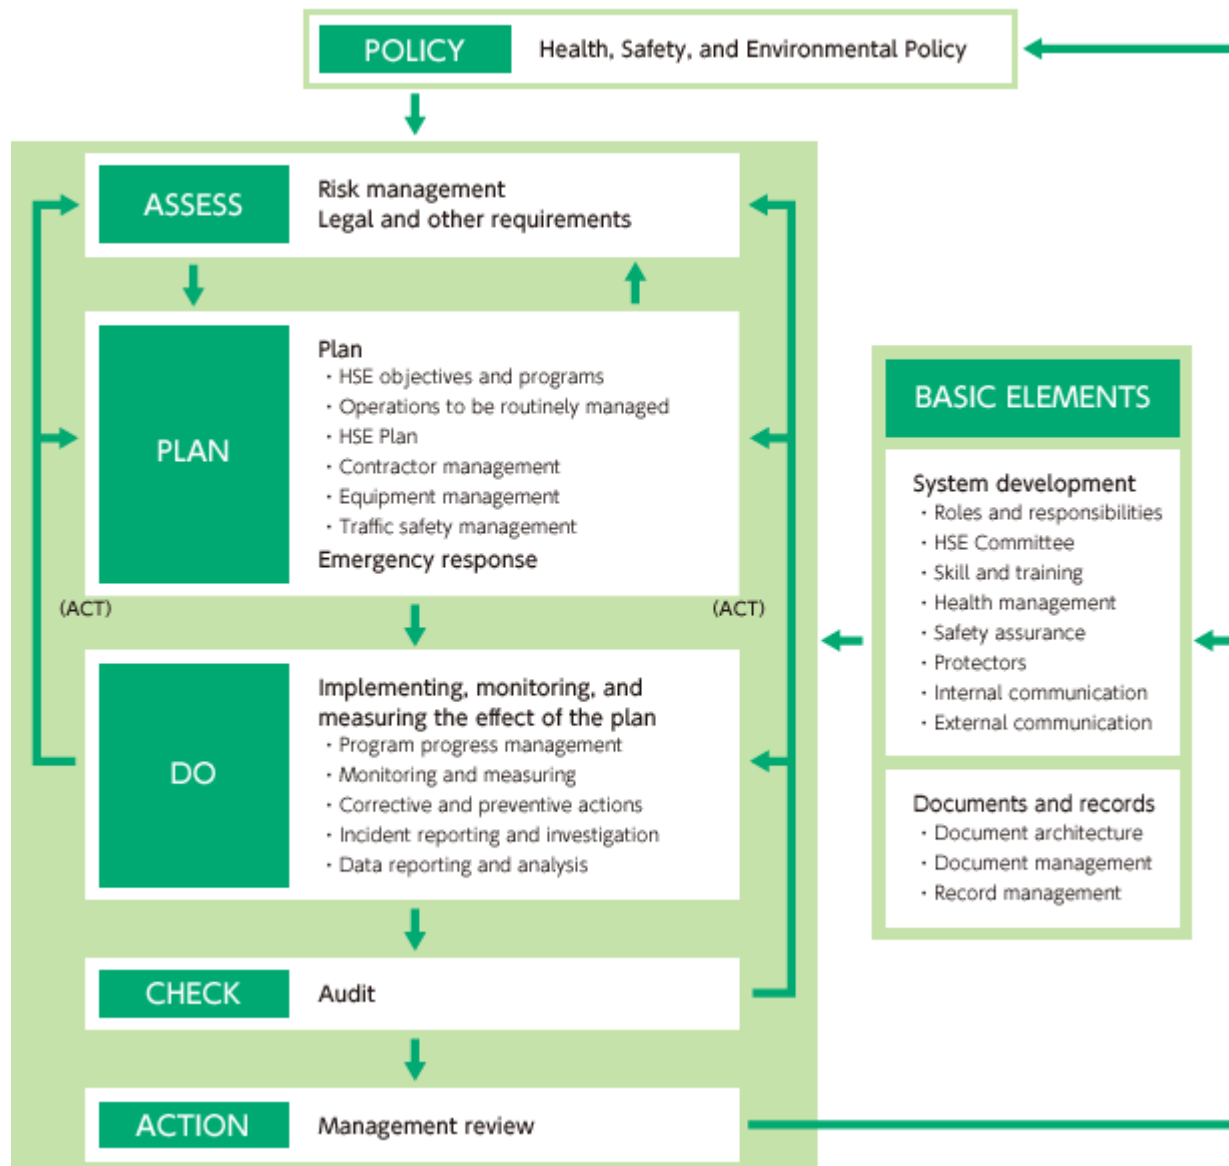 POLICY
Health, Safety, and Environmental Policy
ASSESS
Risk management
Legal and other requirements
PLAN
Plan
・HSE objectives and programs
・Operations to be routinely managed
・HSE Plan
・Contractor management
・Equipment management
・Traffic safety management
Emergency response
(ACT)
(ACT)
DO
Implementing, monitoring, and
measuring the effect of the plan
・Program progress management
・Monitoring and measuring
・Corrective and preventive actions
・Incident reporting and investigation
・Data reporting and analysis
CHECK
Audit
ACTION
Management review
BASIC ELEMENTS
System development
・Roles and responsibilities
・HSE Committee
・Skill and training
・Health management
・Safety assurance
・Protectors
・Internal communication
・External communication
Documents and records
・Document architecture
・Document management
・Record management